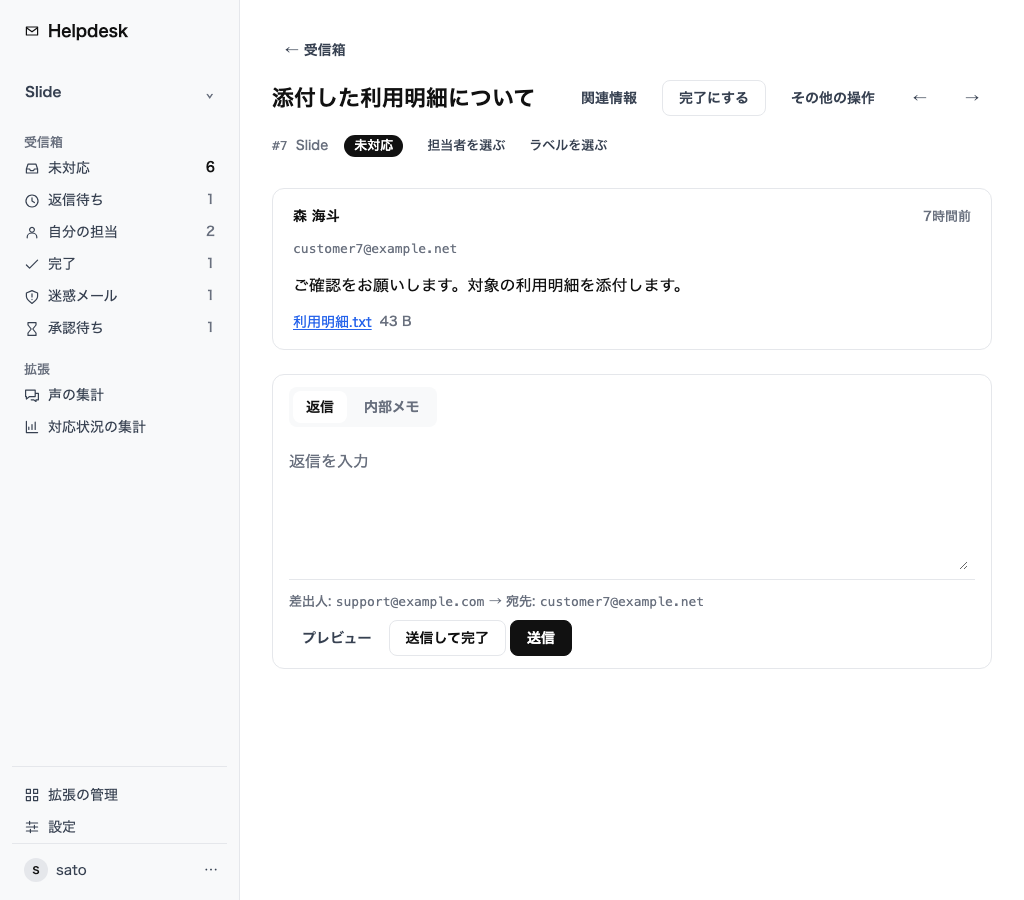 Helpdesk
Slide
受信箱
未対応 6
返信待ち 1
自分の担当 2
完了 1
迷惑メール 1
承認待ち 1
拡張
声の集計
対応状況の集計
拡張の管理
設定
S sato ...
← 受信箱
添付した利用明細について 関連情報 完了にする その他の操作 ← →
#7 Slide 未対応 担当者を選ぶ ラベルを選ぶ
森 海斗 7時間前
customer7@example.net
ご確認をお願いします。対象の利用明細を添付します。
利用明細.txt 43 B
返信 内部メモ
返信を入力
差出人: support@example.com → 宛先: customer7@example.net
プレビュー 送信して完了 送信